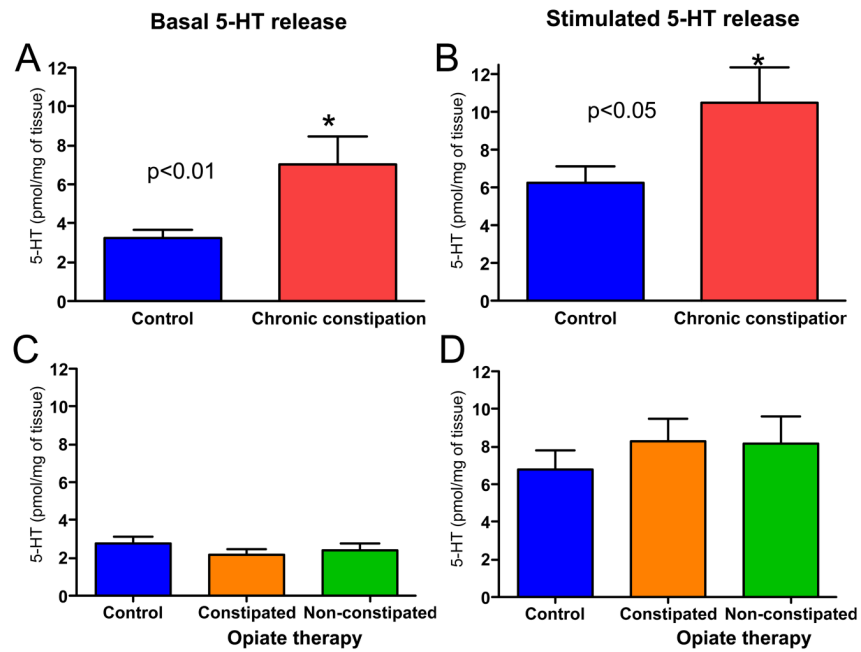 Basal 5-HT release
Stimulated 5-HT release
A
12
10
8
6
4
2
0
5-HT (pmol/mg of tissue)
p<0.01
*
Control
Chronic constipation
B
12
10
8
6
4
2
0
5-HT (pmol/mg of tissue)
p<0.05
*
Control
Chronic constipatior
C
12
10
8
6
4
2
0
5-HT (pmol/mg of tissue)
Control
Constipated
Non-constipated
Opiate therapy
D
12
10
8
6
4
2
0
5-HT (pmol/mg of tissue)
Control
Constipated
Non-constipated
Opiate therapy